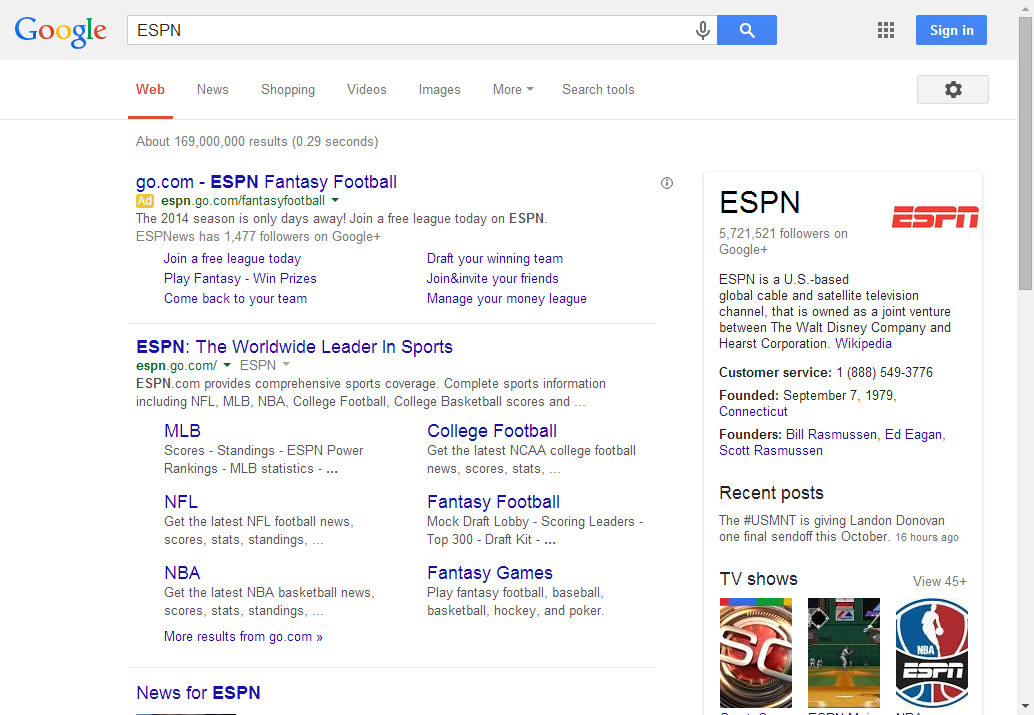 Google
ESPN
Sign in
Web News Shopping Videos Images More Search tools
About 169,000,000 results (0.29 seconds)
go.com - ESPN Fantasy Football
Ad espn.go.com/fantasyfootball
The 2014 season is only days away! Join a free league today on ESPN.
ESPNews has 1,477 followers on Google+
Join a free league today
Draft your winning team
Play Fantasy - Win Prizes
Join&invite your friends
Come back to your team
Manage your money league
ESPN: The Worldwide Leader In Sports
espn.go.com/ ESPN
ESPN.com provides comprehensive sports coverage. Complete sports information
including NFL, MLB, NBA, College Football, College Basketball scores and ...
MLB
Scores - Standings - ESPN Power
Rankings - MLB statistics - ...
College Football
Get the latest NCAA college football
news, scores, stats, ...
NFL
Get the latest NFL football news,
scores, stats, standings, ...
Fantasy Football
Mock Draft Lobby - Scoring Leaders -
Top 300 - Draft Kit - ...
NBA
Get the latest NBA basketball news,
scores, stats, standings, ...
Fantasy Games
Play fantasy football, baseball,
basketball, hockey, and poker.
More results from go.com »
News for ESPN
ESPN
ESPN
5,721,521 followers on
Google+
ESPN is a U.S.-based
global cable and satellite television
channel, that is owned as a joint venture
between The Walt Disney Company and
Hearst Corporation. Wikipedia
Customer service: 1 (888) 549-3776
Founded: September 7, 1979,
Connecticut
Founders: Bill Rasmussen, Ed Eagan,
Scott Rasmussen
Recent posts
The #USMNT is giving Landon Donovan
one final sendoff this October. 16 hours ago
TV shows
View 45+
SC
NBA
ESPN